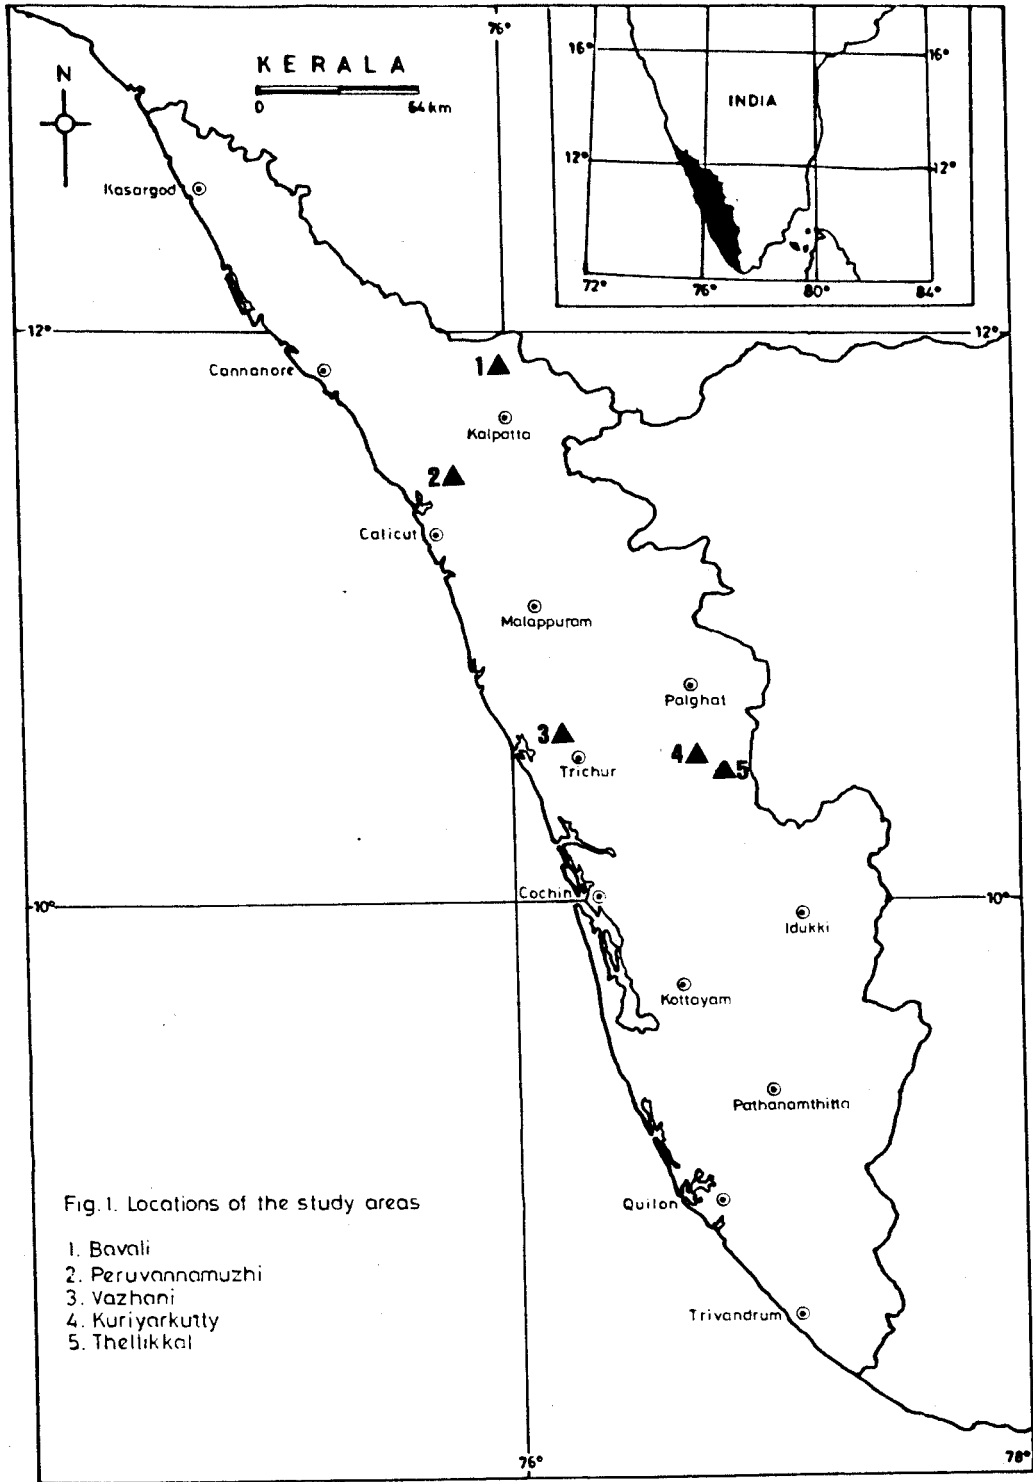 76°
KERALA
0 64 km
N
16° 16°
INDIA
12° 12°
72° 76° 80° 84°
Kasargod
12° 12°
Cannanore
1
Kalpatta
2
Calicut
Malappuram
Palghat
3
Trichur
4
5
Cochin
10° 10°
Idukki
Kottayam
Pathanamthitta
Quilon
Trivandrum
Fig. 1. Locations of the study areas
1. Bavali
2. Peruvannamuzhi
3. Vazhani
4. Kuriyarkutty
5. Thellikkal
76° 78°